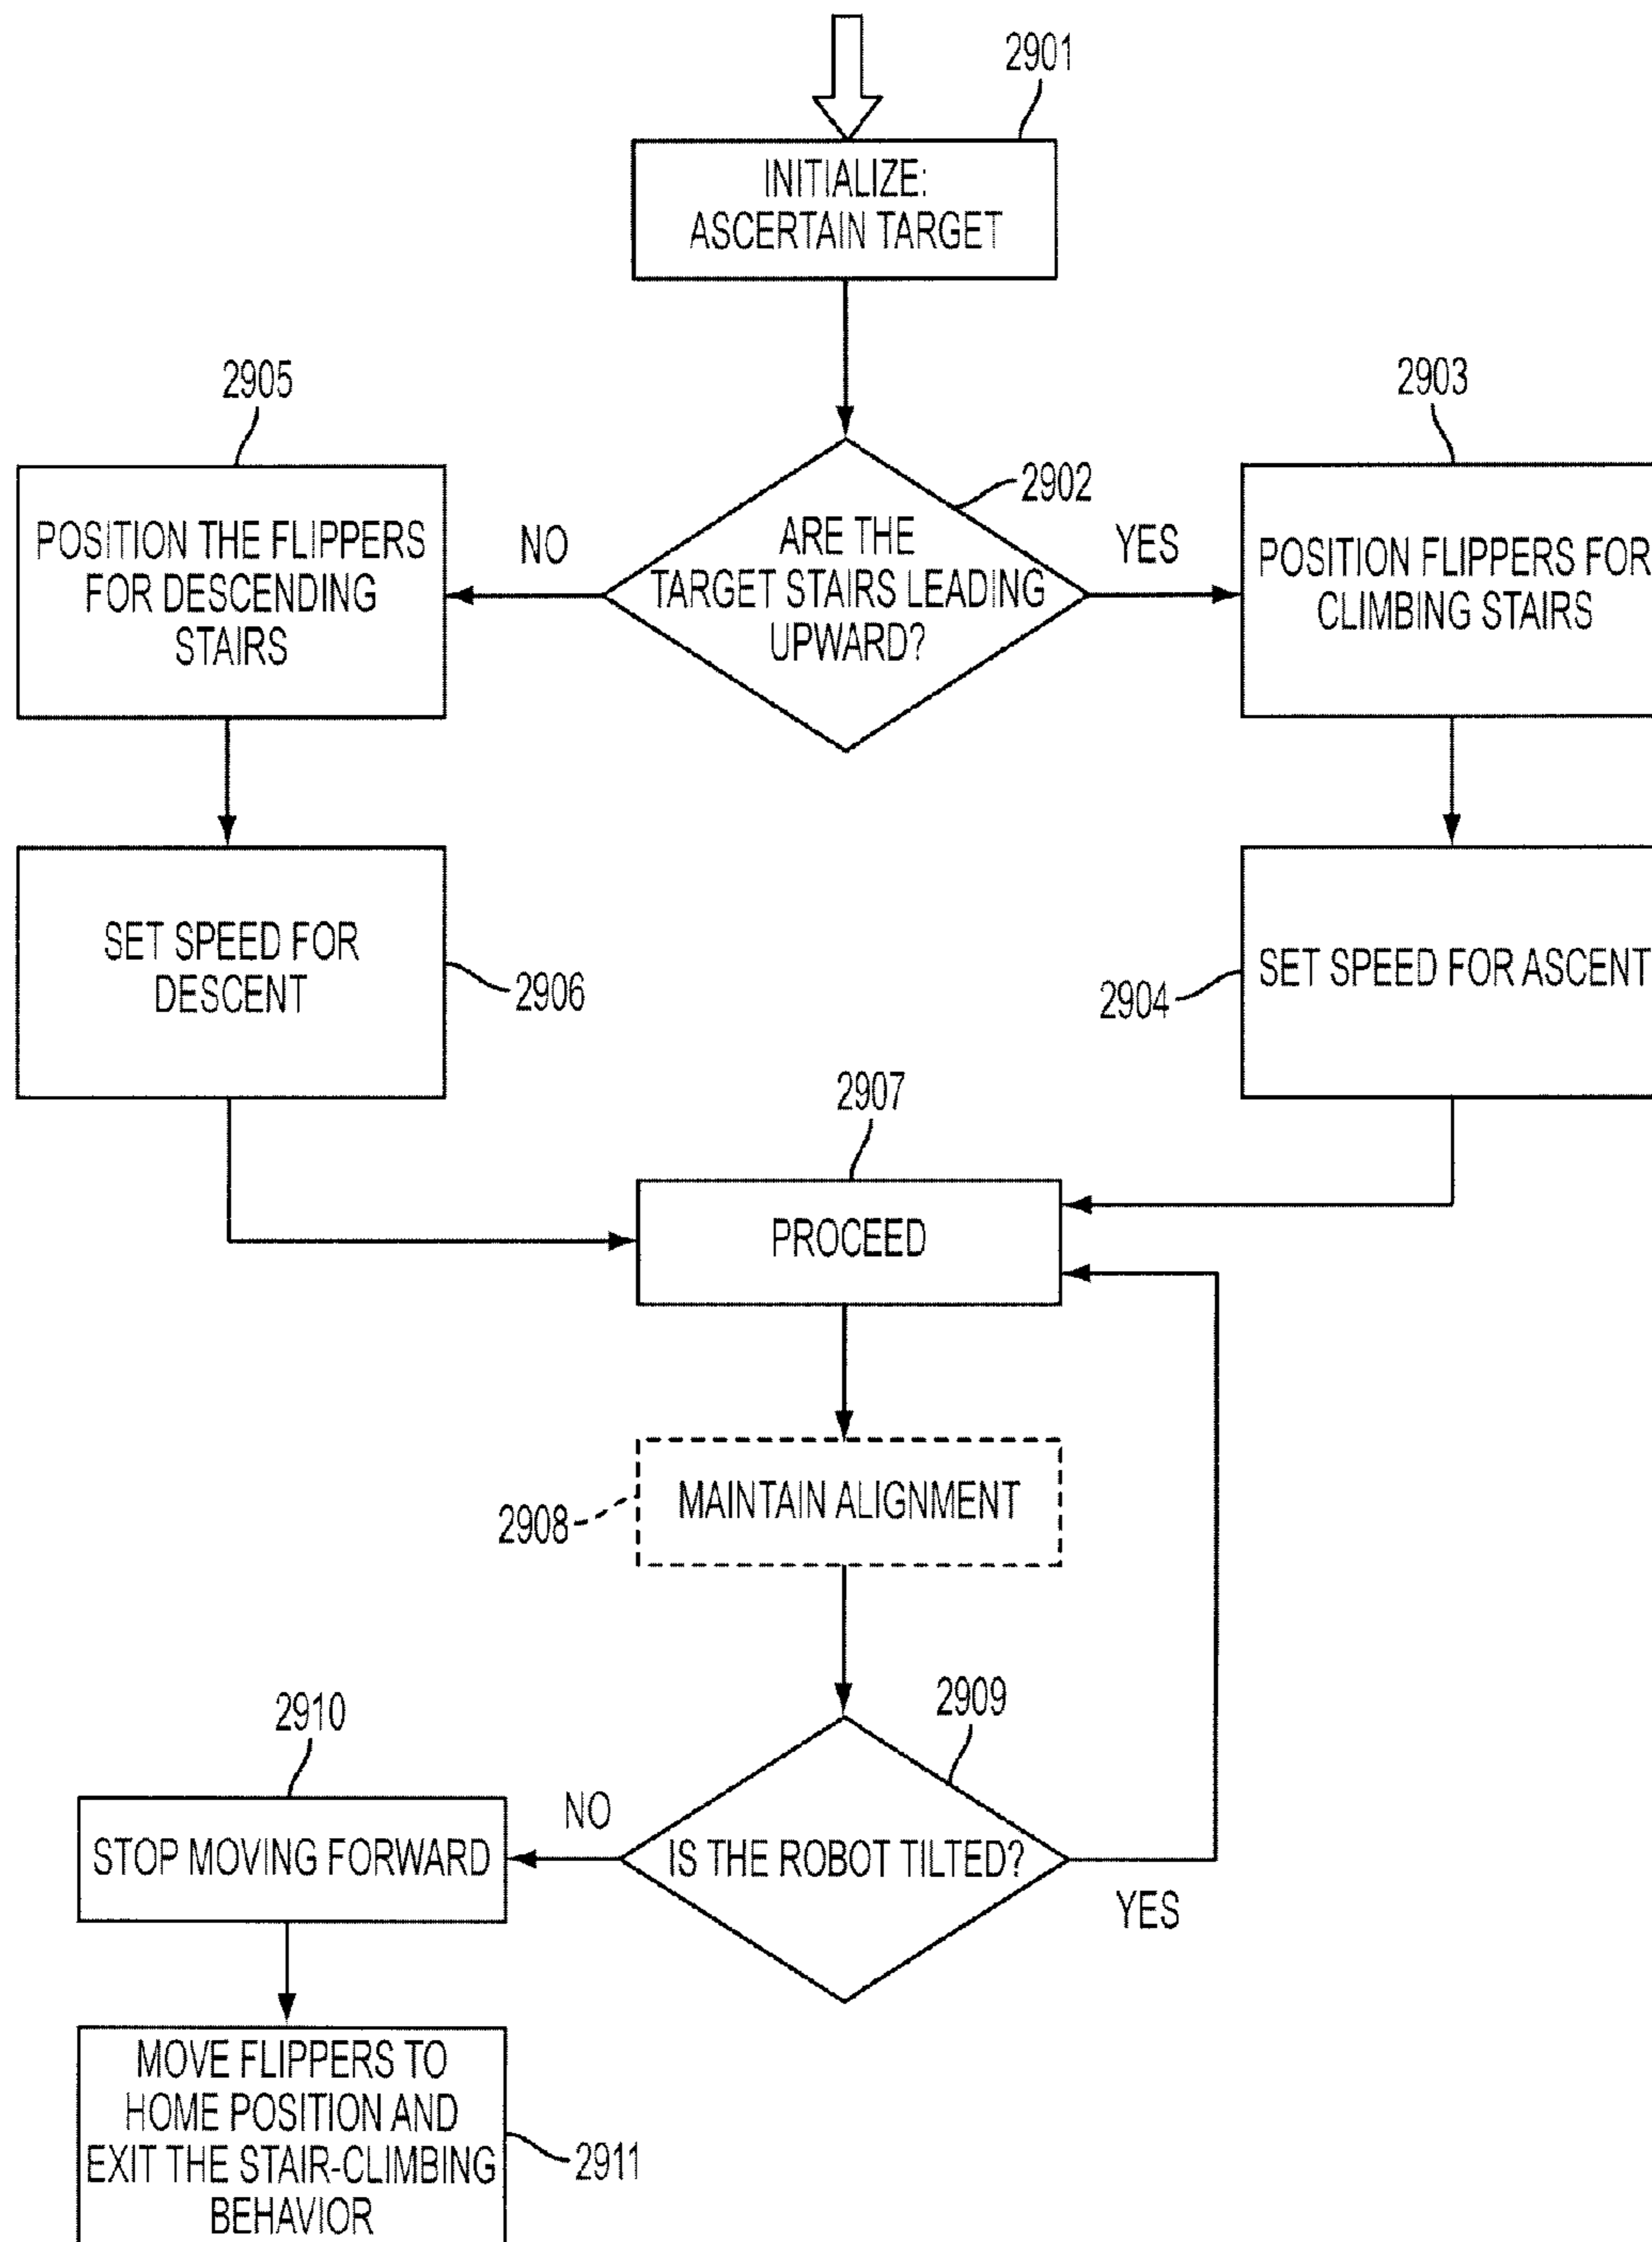 2901
INITIALIZE:
ASCERTAIN TARGET
2905
2903
2902
POSITION THE FLIPPERS
FOR DESCENDING
STAIRS
NO
ARE THE
TARGET STAIRS LEADING
UPWARD?
YES
POSITION FLIPPERS FOR
CLIMBING STAIRS
SET SPEED FOR
DESCENT
2906
SET SPEED FOR ASCENT
2904
2907
PROCEED
MAINTAIN ALIGNMENT
2908
2909
2910
NO
STOP MOVING FORWARD
IS THE ROBOT TILTED?
YES
MOVE FLIPPERS TO
HOME POSITION AND
EXIT THE STAIR-CLIMBING
BEHAVIOR
2911